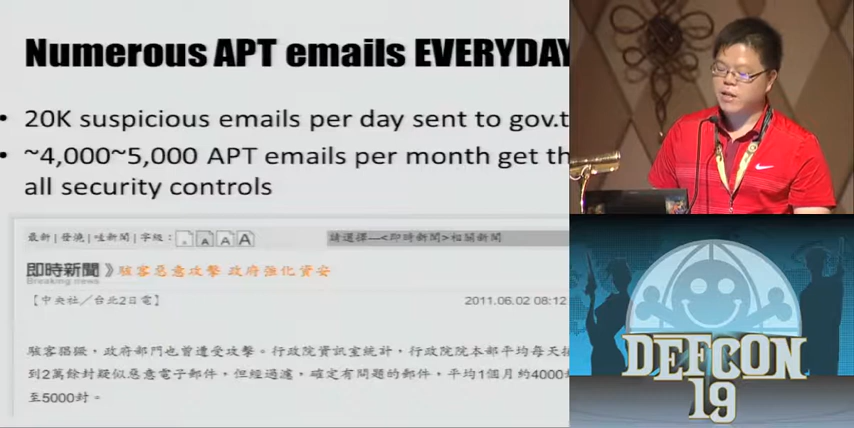 Numerous APT emails EVERYDAY
• 20K suspicious emails per day sent to gov.t
• ~4,000~5,000 APT emails per month get th
all security controls
最新|發燒|哇新聞|字級: A A A
請選擇—<即時新聞>相關新聞
即時新聞》駭客惡意攻擊 政府強化資安
Breaking news
【中央社/台北2日電】
2011.06.02 08:12
駭客猖獗,政府部門也曾遭受攻擊。行政院資訊室統計,行政院院本部平均每天接
到2萬餘封疑似惡意電子郵件,但經過濾,確定有問題的郵件,平均1個月約4000封
至5000封。
DEFCON
19